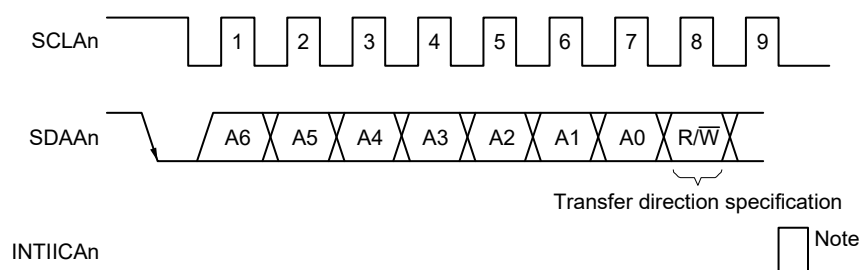 SCLAn 1 2 3 4 5 6 7 8 9
SDAAn A6 A5 A4 A3 A2 A1 A0 R/W̅
Transfer direction specification
INTIICAn Note